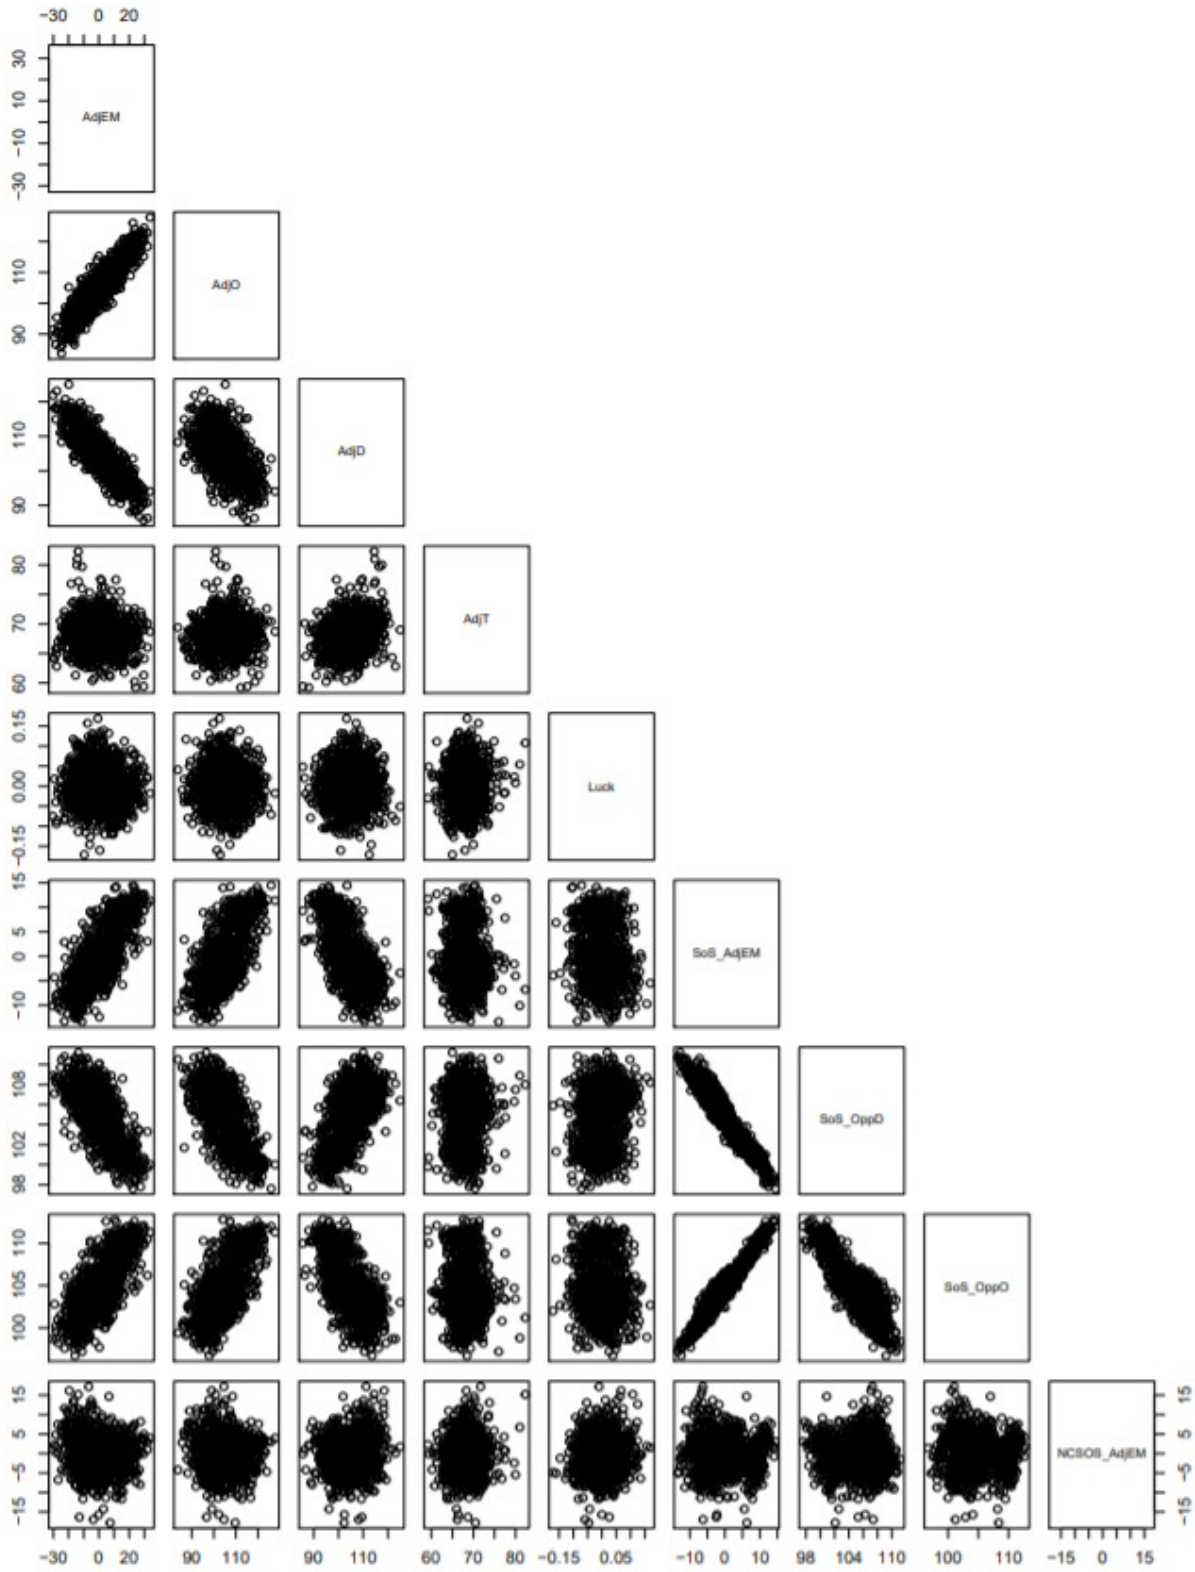 −30 0 20
−30 −10 10 30
AdjEM
90 110
AdjO
90 110
AdjD
60 70 80
AdjT
−0.15 0.00 0.15
Luck
−10 0 5 15
SoS_AdjEM
98 102 108
SoS_OppD
100 105 110
SoS_OppO
−15 −5 5 15
NCSOS_AdjEM
−15 −5 5 15
−30 0 20 90 110 90 110 60 70 80 −0.15 0.05 −10 0 10 98 104 110 100 110 −15 0 15